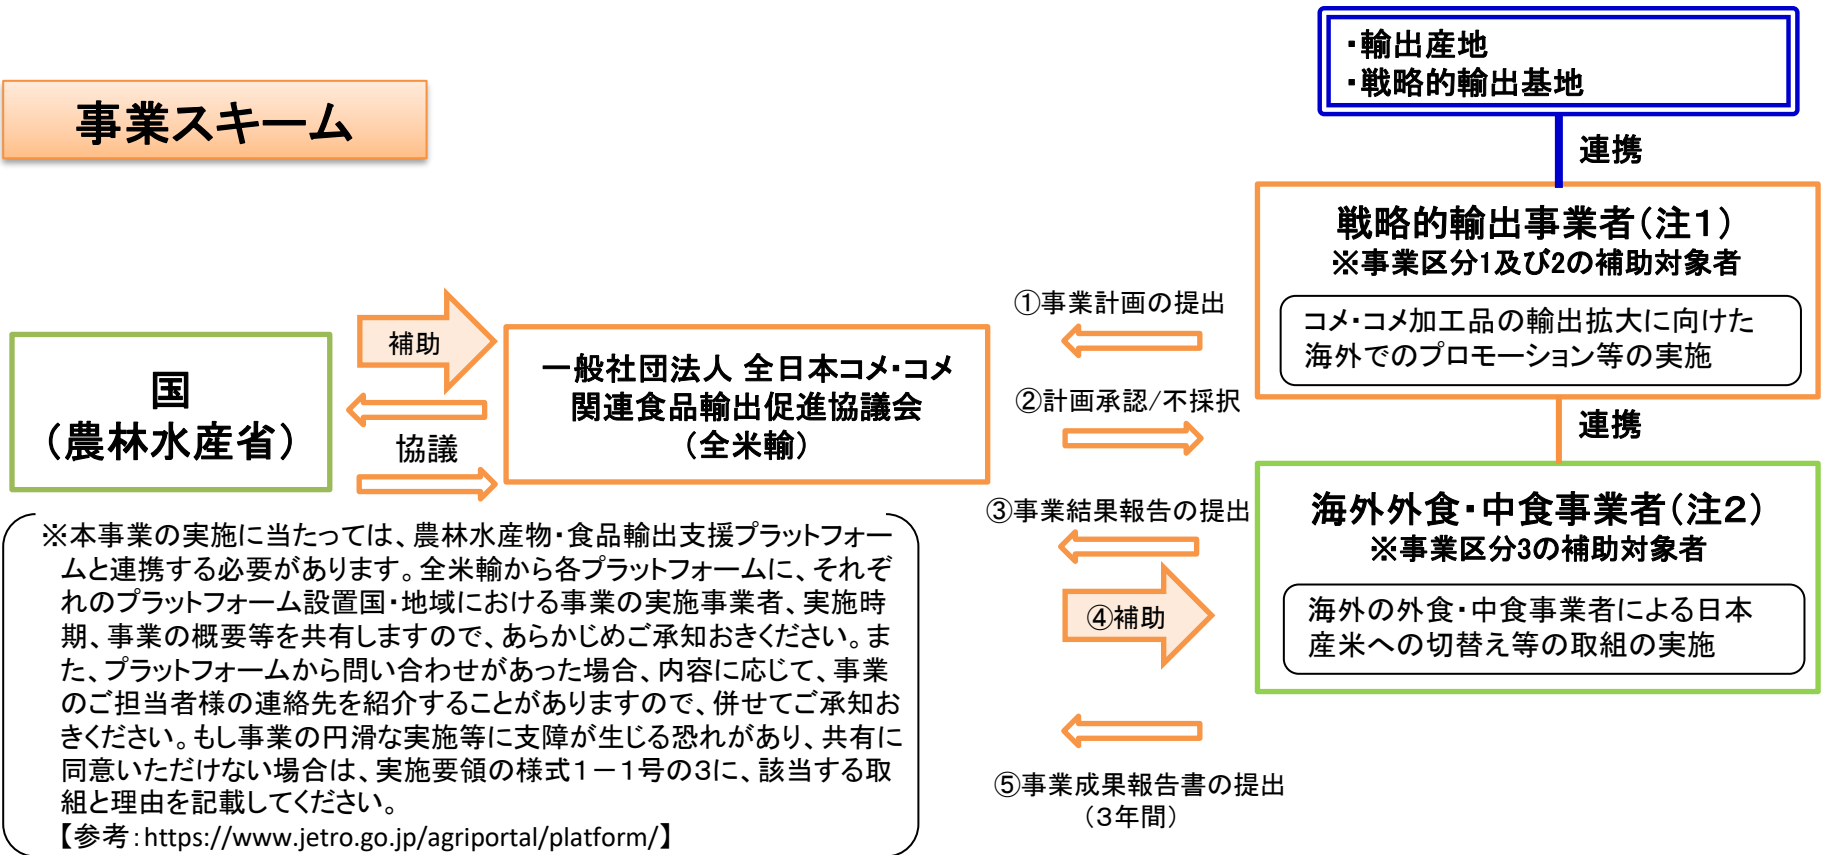 事業スキーム
・輸出産地
・戦略的輸出基地
連携
戦略的輸出事業者（注１）
※事業区分1及び2の補助対象者
コメ・コメ加工品の輸出拡大に向けた
海外でのプロモーション等の実施
連携
海外外食・中食事業者（注２）
※事業区分3の補助対象者
海外の外食・中食事業者による日本
産米への切替え等の取組の実施
国
（農林水産省）
補助
協議
一般社団法人 全日本コメ・コメ
関連食品輸出促進協議会
（全米輸）
①事業計画の提出
②計画承認/不採択
③事業結果報告の提出
④補助
⑤事業成果報告書の提出
（３年間）
※本事業の実施に当たっては、農林水産物・食品輸出支援プラットフォー
ムと連携する必要があります。全米輸から各プラットフォームに、それぞ
れのプラットフォーム設置国・地域における事業の実施事業者、実施時
期、事業の概要等を共有しますので、あらかじめご承知おきください。ま
た、プラットフォームから問い合わせがあった場合、内容に応じて、事業
のご担当者様の連絡先を紹介することがありますので、併せてご承知お
きください。もし事業の円滑な実施等に支障が生じる恐れがあり、共有に
同意いただけない場合は、実施要領の様式１－１号の３に、該当する取
組と理由を記載してください。
【参考：https://www.jetro.go.jp/agriportal/platform/】